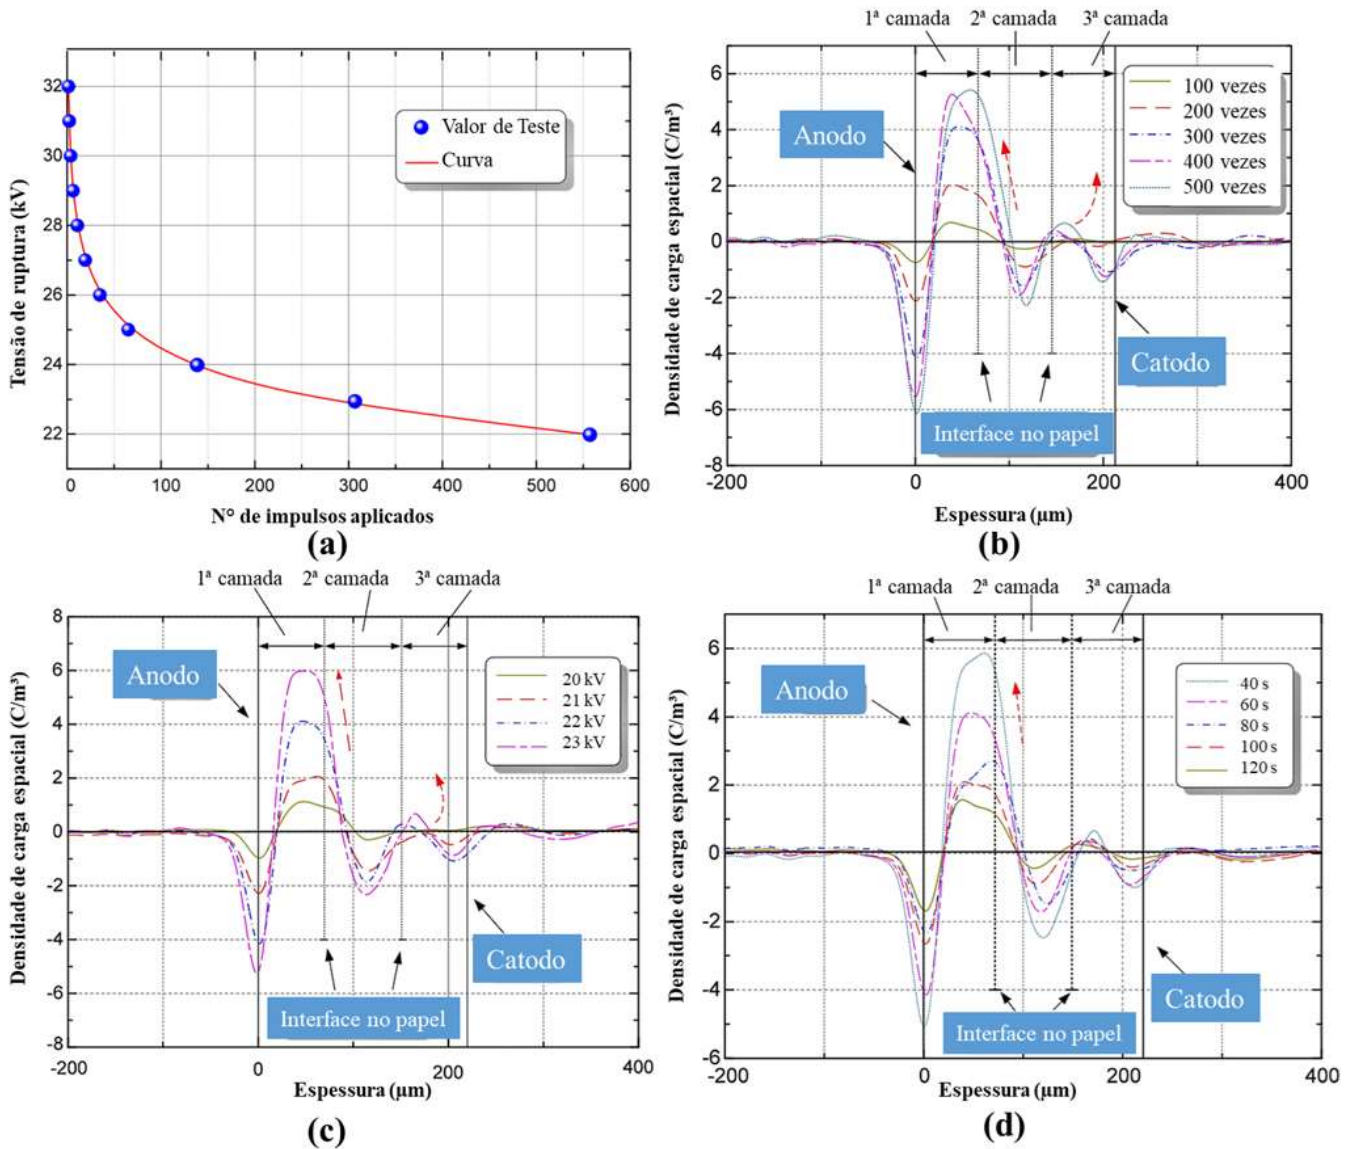 Tensão de ruptura (kV)
32
30
28
26
24
22
Valor de Teste
Curva
0
100
200
300
400
500
600
N° de impulsos aplicados
(a)
1ª camada
2ª camada
3ª camada
Densidade de carga espacial (C/m³)
6
4
2
0
-2
-4
-6
-8
Anodo
100 vezes
200 vezes
300 vezes
400 vezes
500 vezes
Catodo
Interface no papel
-200
0
200
400
Espessura (μm)
(b)
1ª camada
2ª camada
3ª camada
Densidade de carga espacial (C/m³)
8
6
4
2
0
-2
-4
-6
-8
Anodo
20 kV
21 kV
22 kV
23 kV
Catodo
Interface no papel
-200
0
200
400
Espessura (μm)
(c)
1ª camada
2ª camada
3ª camada
Densidade de carga espacial (C/m³)
6
4
2
0
-2
-4
-6
Anodo
40 s
60 s
80 s
100 s
120 s
Catodo
Interface no papel
-200
0
200
400
Espessura (μm)
(d)